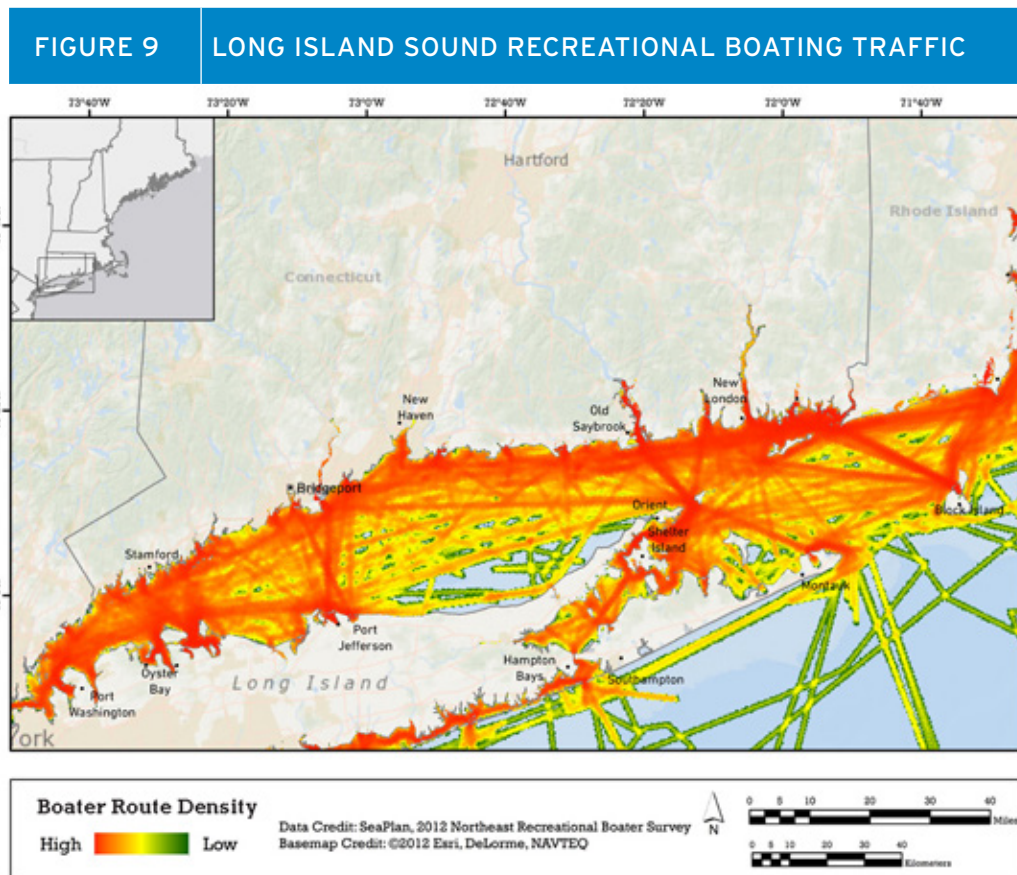 FIGURE 9
LONG ISLAND SOUND RECREATIONAL BOATING TRAFFIC
73°40'W
73°20'W
73°0'W
72°40'W
72°20'W
72°0'W
71°40'W
Hartford
Rhode Island
Connecticut
New
Haven
New
London
Old
Saybrook
Bridgeport
Orient
Block Island
Shelter
Island
Stamford
Montauk
Port
Jefferson
Hampton
Bays
Oyster
Bay
Southampton
Long Island
Port
Washington
York
Boater Route Density
High
Low
Data Credit: SeaPlan, 2012 Northeast Recreational Boater Survey
Basemap Credit: ©2012 Esri, DeLorme, NAVTEQ
N
0 5 10 20 30 40
Miles
0 5 10 20 30 40
Kilometers